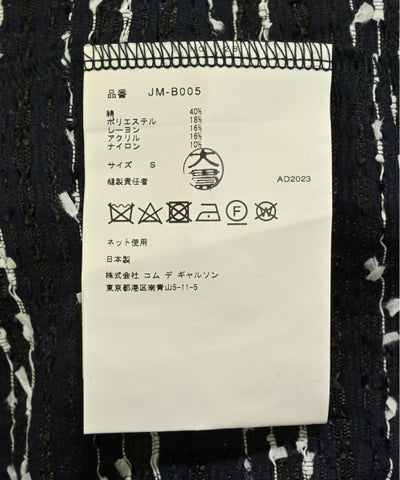 品番 JM-B005
綿 40%
ポリエステル 18%
レーヨン 16%
アクリル 16%
ナイロン 10%
サイズ S
縫製責任者 AD2023
ネット使用
日本製
株式会社 コム デ ギャルソン
東京都港区南青山5-11-5